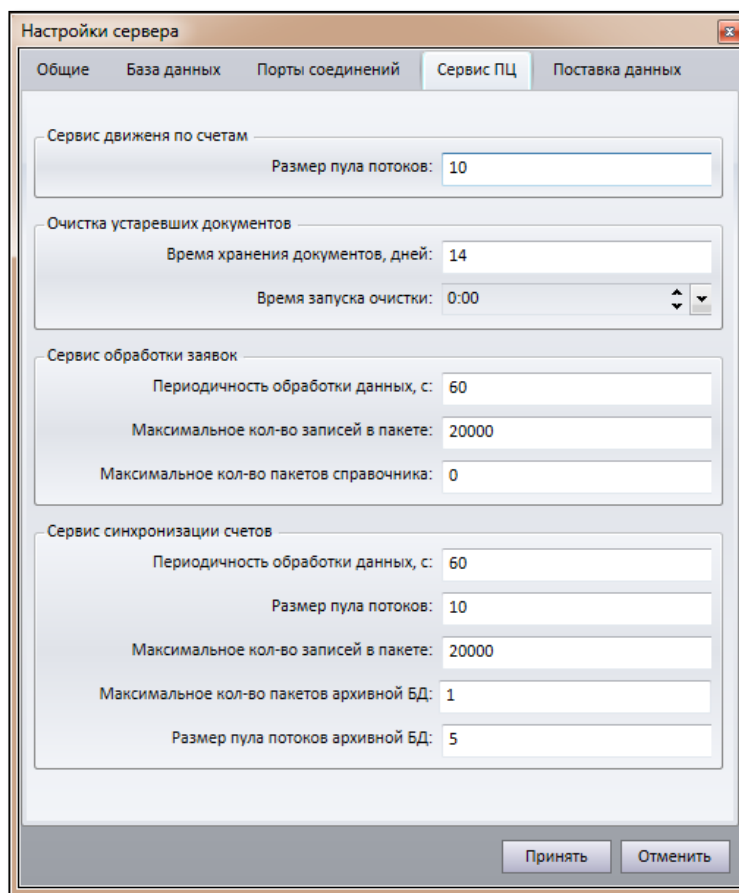 Настройки сервера
Общие База данных Порты соединений Сервис ПЦ Поставка данных
Сервис движеня по счетам
Размер пула потоков: 10
Очистка устаревших документов
Время хранения документов, дней: 14
Время запуска очистки: 0:00
Сервис обработки заявок
Периодичность обработки данных, с: 60
Максимальное кол-во записей в пакете: 20000
Максимальное кол-во пакетов справочника: 0
Сервис синхронизации счетов
Периодичность обработки данных, с: 60
Размер пула потоков: 10
Максимальное кол-во записей в пакете: 20000
Максимальное кол-во пакетов архивной БД: 1
Размер пула потоков архивной БД: 5
Принять Отменить